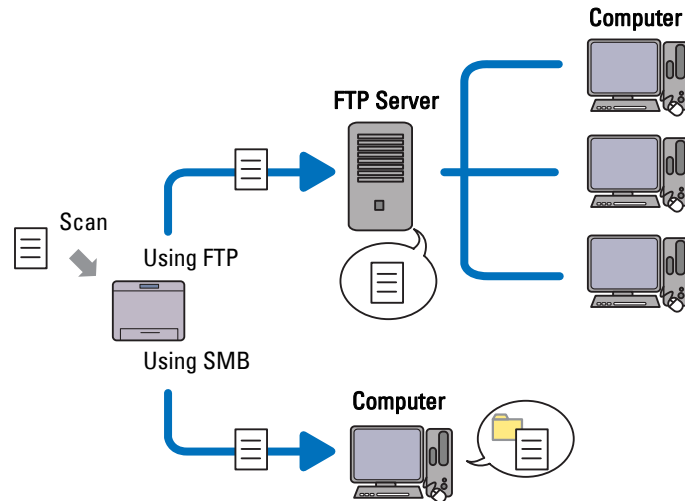 Computer
FTP Server
Scan
Using FTP
Using SMB
Computer